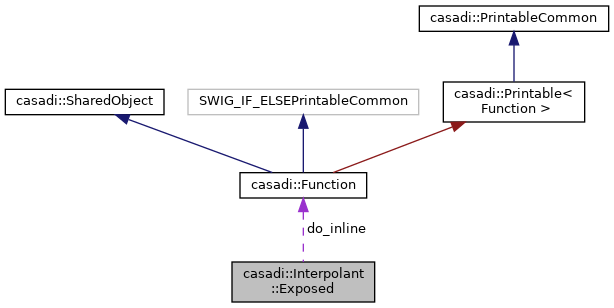 casadi::PrintableCommon
casadi::SharedObject
SWIG_IF_ELSEPrintableCommon
casadi::Printable<
Function >
casadi::Function
do_inline
casadi::Interpolant
::Exposed